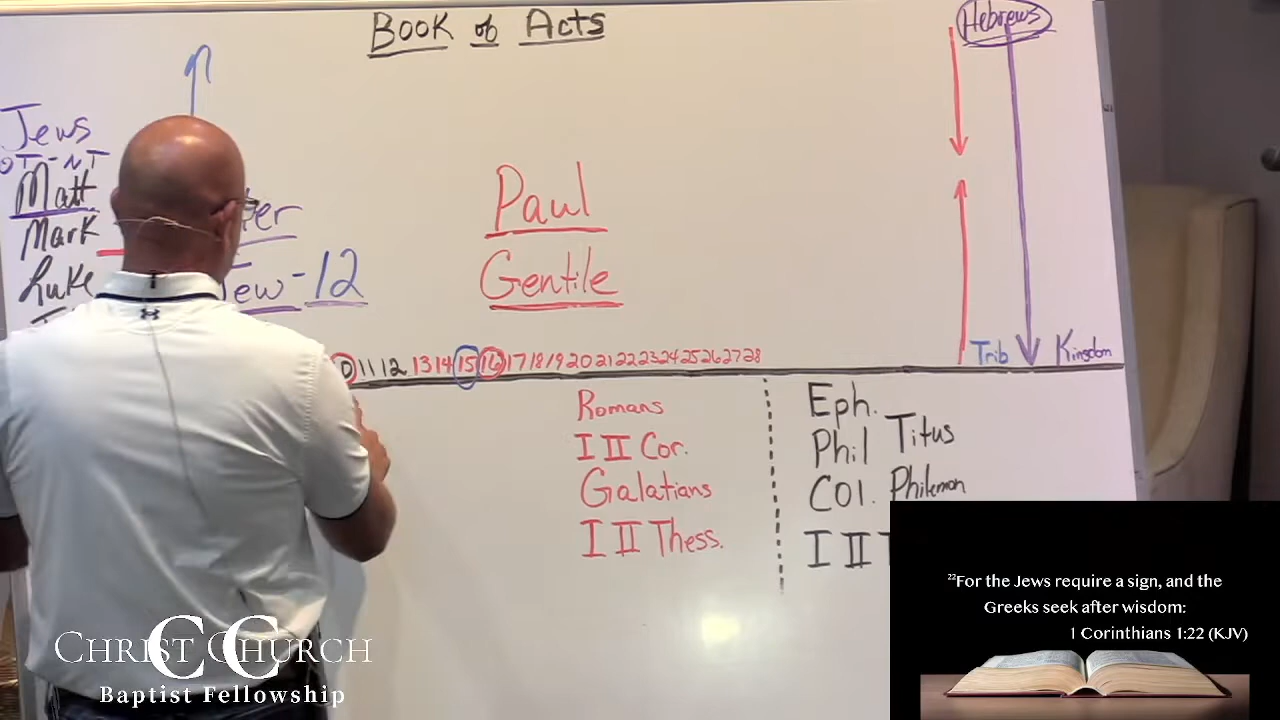 Book of Acts
Hebrews
Jews
OT-NT
Matt
Mark
Luke
Jew-12
Paul
Gentile
11 12 13 14 15 16 17 18 19 20 21 22 23 24 25 26 27 28
Trib
Kingdom
Romans
I II Cor.
Galatians
I II Thess.
Eph.
Phil
Col.
I II
Titus
Philemon
22For the Jews require a sign, and the
Greeks seek after wisdom:
1 Corinthians 1:22 (KJV)
CC
Christ Church
Baptist Fellowship